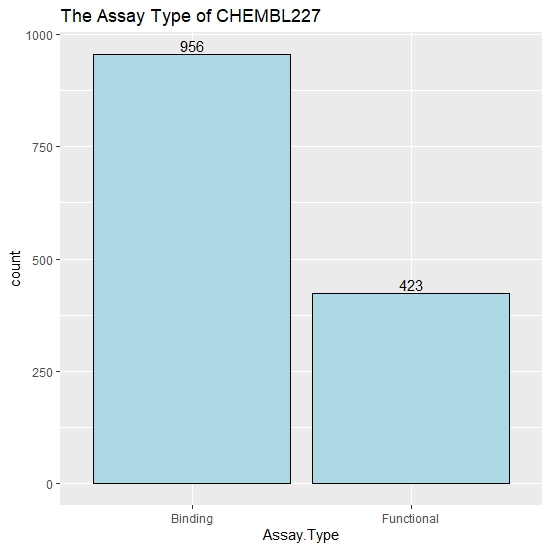 The Assay Type of CHEMBL227
1000
956
750
count
500
423
250
0
Binding
Functional
Assay.Type